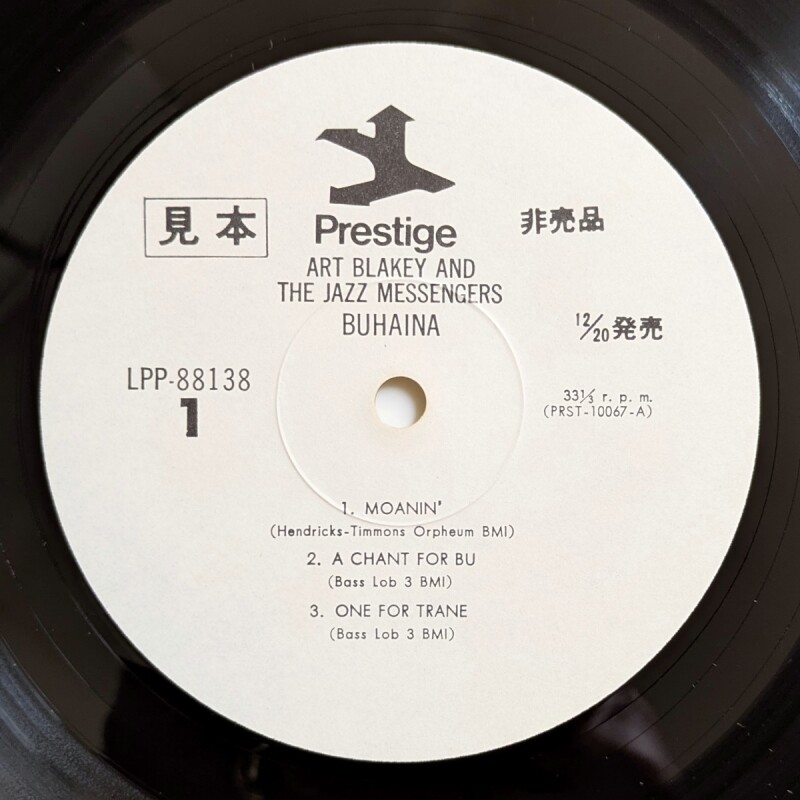 見本
Prestige
非売品
ART BLAKEY AND
THE JAZZ MESSENGERS
BUHAINA
12/20発売
LPP-88138
1
33⅓ r. p. m.
(PRST-10067-A)
1. MOANIN'
(Hendricks-Timmons Orpheum BMI)
2. A CHANT FOR BU
(Bass Lob 3 BMI)
3. ONE FOR TRANE
(Bass Lob 3 BMI)